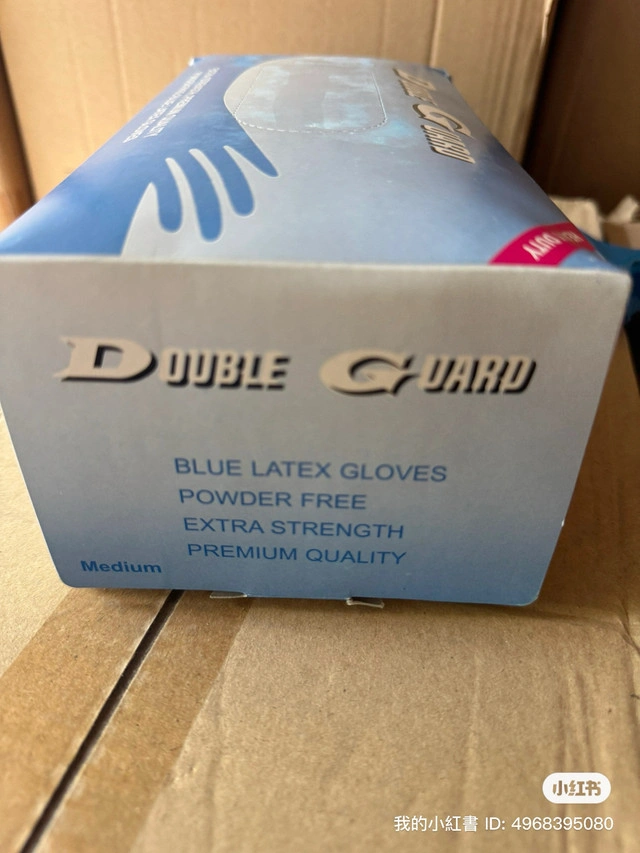 DOUBLE GUARD
DUTY
DOUBLE GUARD
BLUE LATEX GLOVES
POWDER FREE
EXTRA STRENGTH
PREMIUM QUALITY
Medium
小红书
我的小紅書 ID: 4968395080